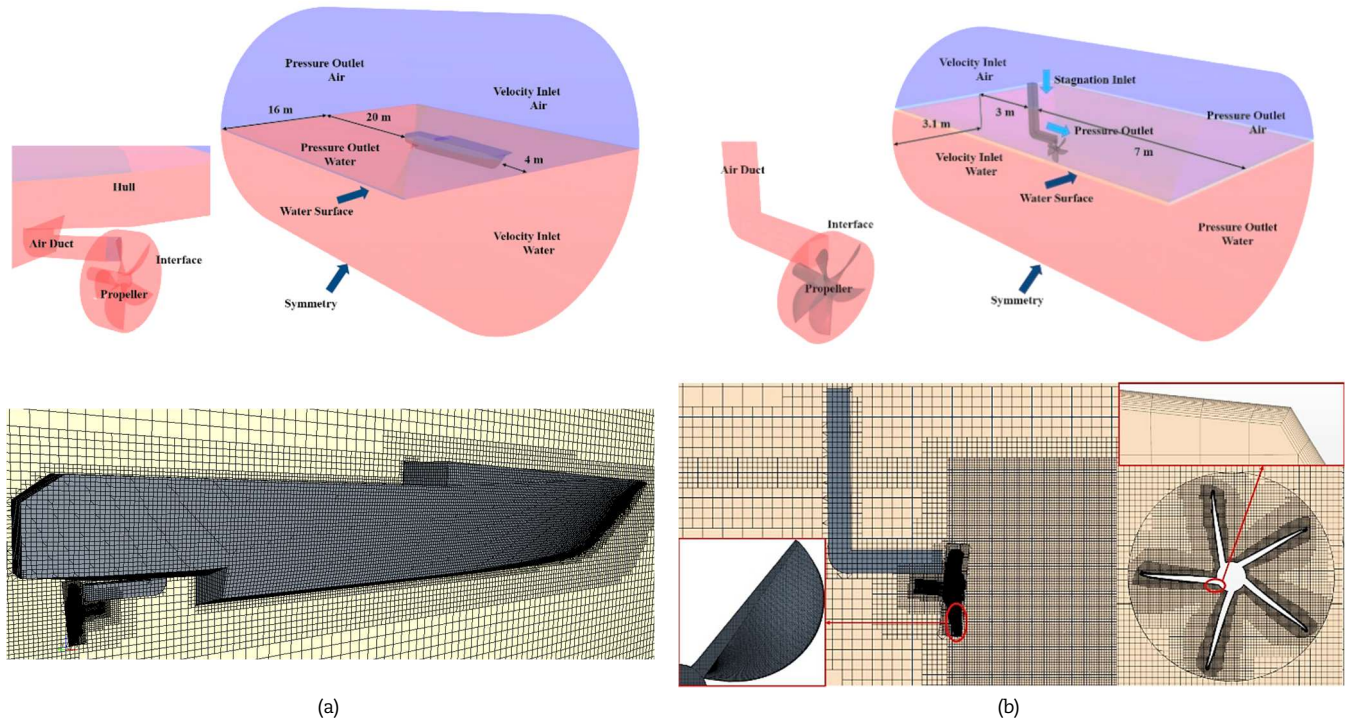 Pressure Outlet
Air
Velocity Inlet
Air
16 m
20 m
Pressure Outlet
Water
4 m
Water Surface
Velocity Inlet
Water
Symmetry
Hull
Air Duct
Interface
Propeller
Velocity Inlet
Air
Stagnation Inlet
3 m
Pressure Outlet
Pressure Outlet
Air
3.1 m
7 m
Velocity Inlet
Water
Water Surface
Pressure Outlet
Water
Symmetry
Air Duct
Interface
Propeller
(a)
(b)